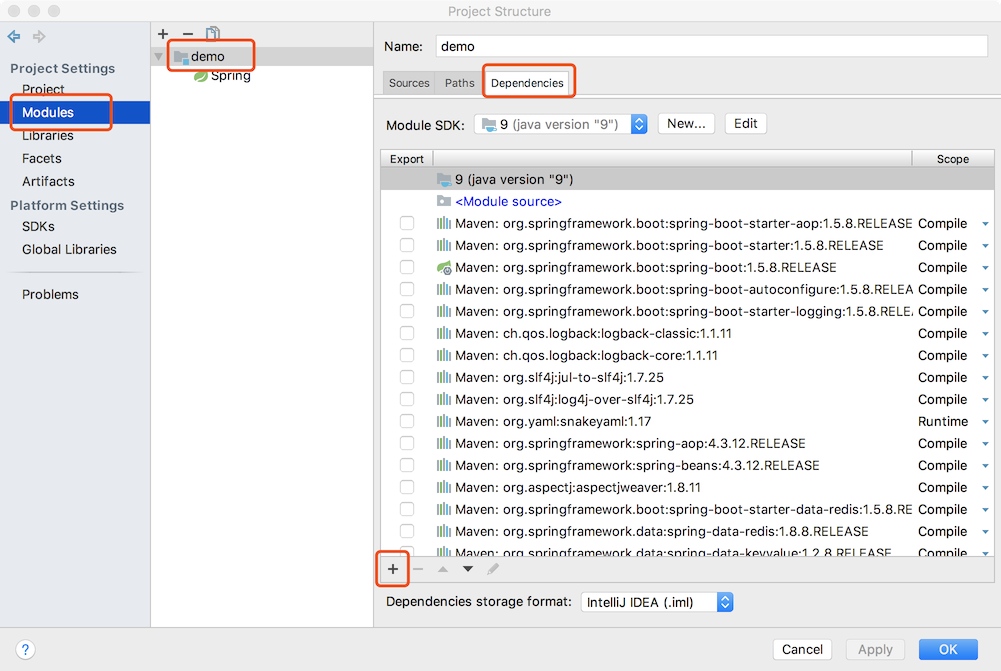 Project Structure
Project Settings
Project
Modules
Libraries
Facets
Artifacts
Platform Settings
SDKs
Global Libraries
Problems
demo
Spring
Name: demo
Sources Paths Dependencies
Module SDK: 9 (java version "9") New... Edit
Export Scope
9 (java version "9")
<Module source>
Maven: org.springframework.boot:spring-boot-starter-aop:1.5.8.RELEASE Compile
Maven: org.springframework.boot:spring-boot-starter:1.5.8.RELEASE Compile
Maven: org.springframework.boot:spring-boot:1.5.8.RELEASE Compile
Maven: org.springframework.boot:spring-boot-autoconfigure:1.5.8.RELEA Compile
Maven: org.springframework.boot:spring-boot-starter-logging:1.5.8.RELE Compile
Maven: ch.qos.logback:logback-classic:1.1.11 Compile
Maven: ch.qos.logback:logback-core:1.1.11 Compile
Maven: org.slf4j:jul-to-slf4j:1.7.25 Compile
Maven: org.slf4j:log4j-over-slf4j:1.7.25 Compile
Maven: org.yaml:snakeyaml:1.17 Runtime
Maven: org.springframework:spring-aop:4.3.12.RELEASE Compile
Maven: org.springframework:spring-beans:4.3.12.RELEASE Compile
Maven: org.aspectj:aspectjweaver:1.8.11 Compile
Maven: org.springframework.boot:spring-boot-starter-data-redis:1.5.8.RE Compile
Maven: org.springframework.data:spring-data-redis:1.8.8.RELEASE Compile
Maven: org.springframework.data:spring-data-keyvalue:1.2.8.RELEASE Compile
Dependencies storage format: IntelliJ IDEA (.iml)
? Cancel Apply OK